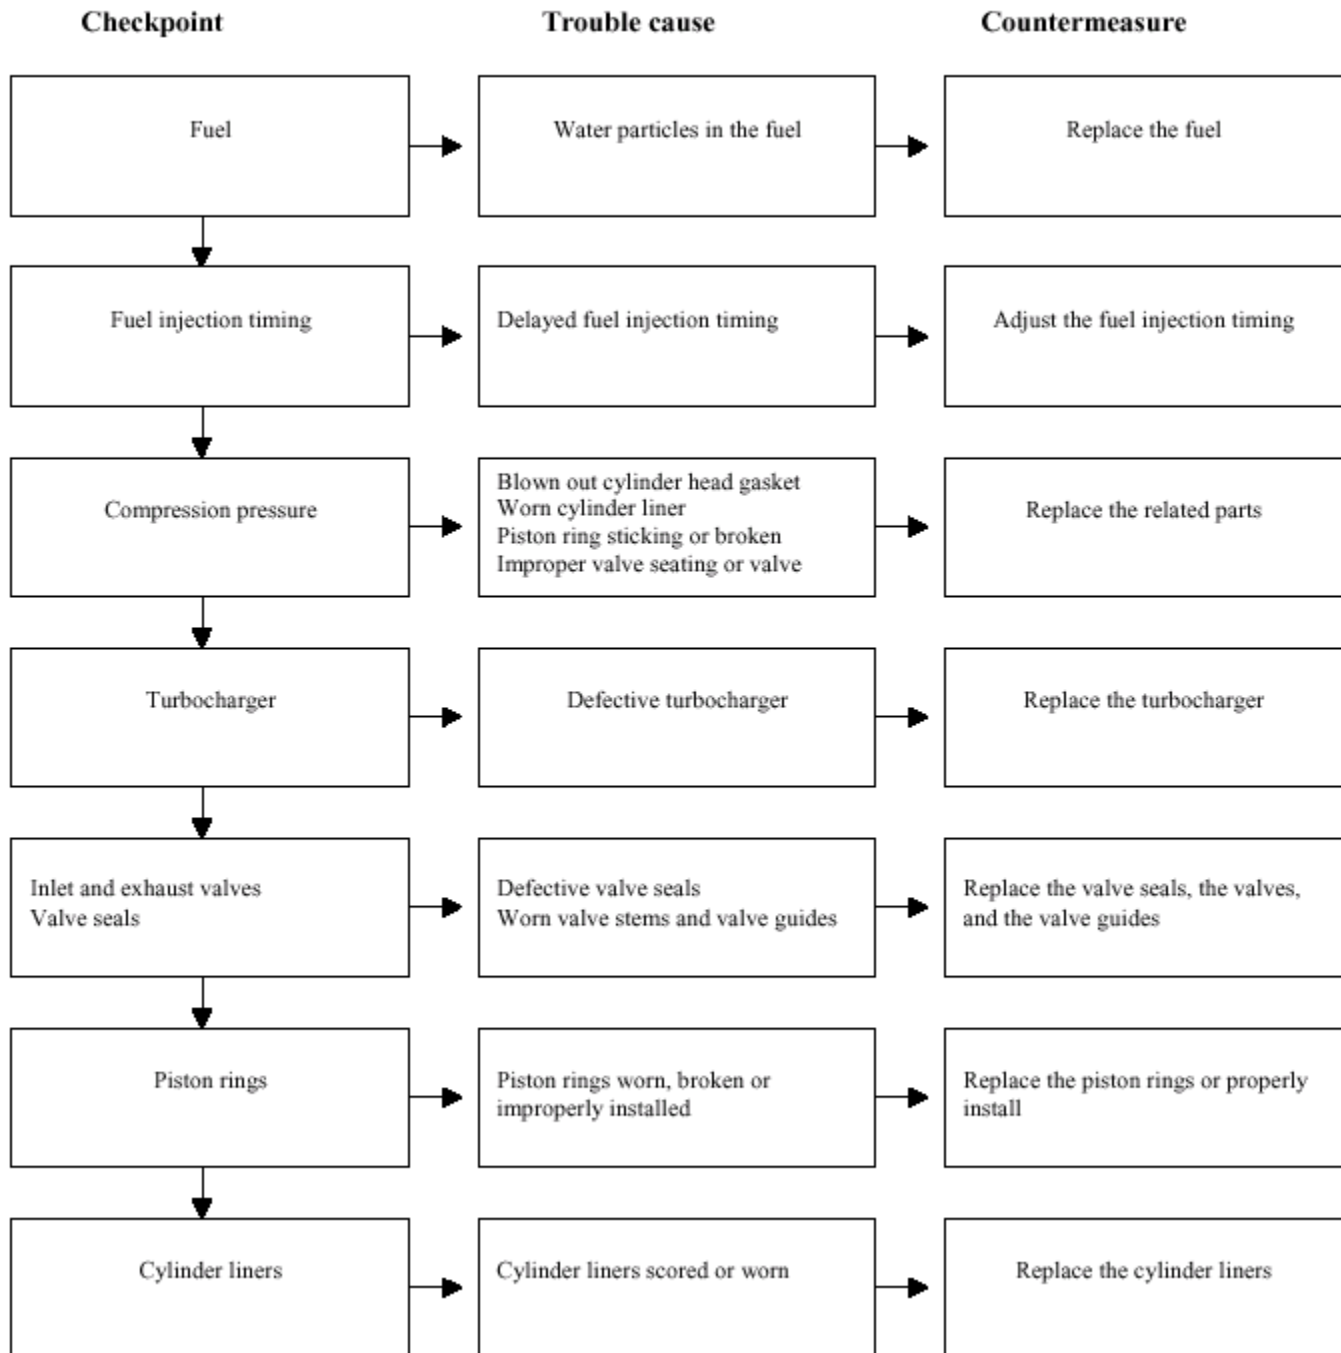 Checkpoint
Trouble cause
Countermeasure
Fuel
Water particles in the fuel
Replace the fuel
Fuel injection timing
Delayed fuel injection timing
Adjust the fuel injection timing
Compression pressure
Blown out cylinder head gasket
Worn cylinder liner
Piston ring sticking or broken
Improper valve seating or valve
Replace the related parts
Turbocharger
Defective turbocharger
Replace the turbocharger
Inlet and exhaust valves
Valve seals
Defective valve seals
Worn valve stems and valve guides
Replace the valve seals, the valves,
and the valve guides
Piston rings
Piston rings worn, broken or
improperly installed
Replace the piston rings or properly
install
Cylinder liners
Cylinder liners scored or worn
Replace the cylinder liners